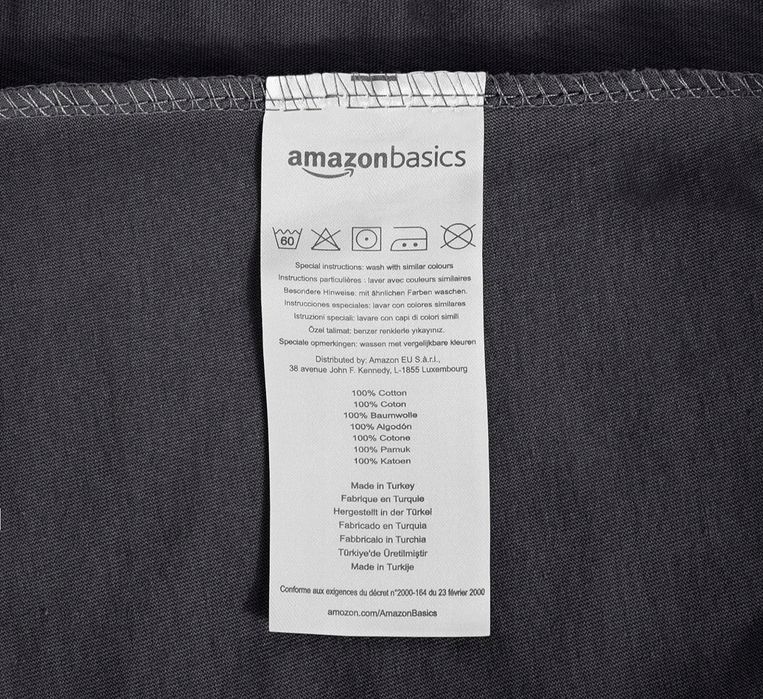 amazonbasics
60
Special instructions: wash with similar colours
Instructions particulières : laver avec couleurs similaires
Besondere Hinweise: mit ähnlichen Farben waschen.
Instrucciones especiales: lavar con colores similares
Istruzioni speciali: lavare con capi di colori simili
Özel talimat: benzer renklerle yıkayınız.
Speciale opmerkingen: wassen met vergelijkbare kleuren
Distributed by: Amazon EU S.à.r.l.,
38 avenue John F. Kennedy, L-1855 Luxembourg
100% Cotton
100% Coton
100% Baumwolle
100% Algodón
100% Cotone
100% Pamuk
100% Katoen
Made in Turkey
Fabrique en Turquie
Hergestellt in der Türkei
Fabricado en Turquia
Fabbricalo in Turchia
Türkiye'de Üretilmiştir
Made in Turkije
Conforme aux exigences du décret n°2000-164 du 23 février 2000
amazon.com/AmazonBasics